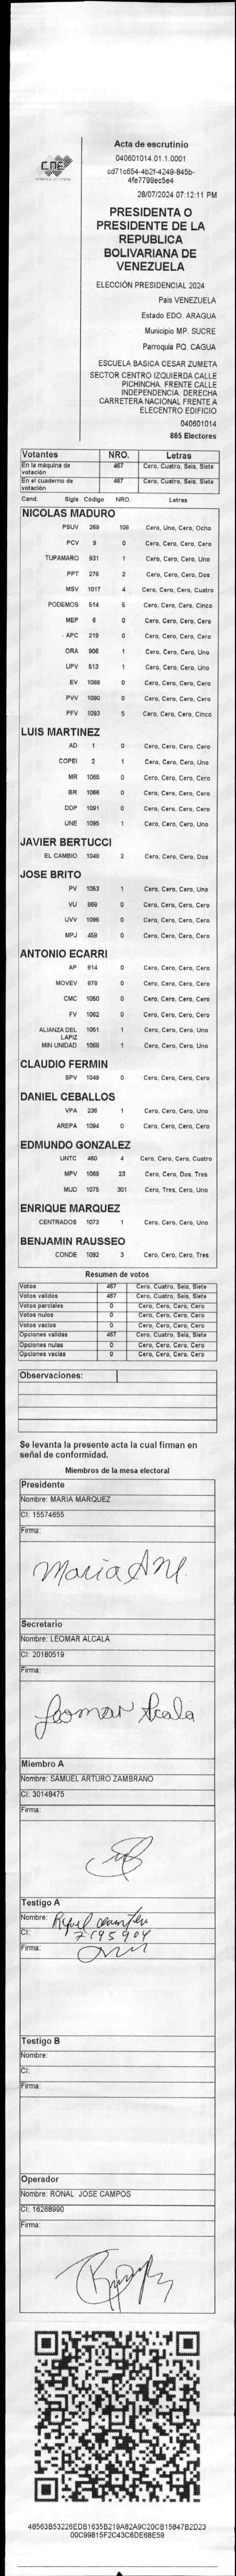 Acta de escrutinio
040601014.01.1.0001
cd71c654-4b2f-4249-845b-
4fe7799ec5e4
28/07/2024 07:12:11 PM
CNE
PRESIDENTA O
PRESIDENTE DE LA
REPUBLICA
BOLIVARIANA DE
VENEZUELA
ELECCIÓN PRESIDENCIAL 2024
País VENEZUELA
Estado EDO. ARAGUA
Municipio MP. SUCRE
Parroquia PQ. CAGUA
ESCUELA BASICA CESAR ZUMETA
SECTOR CENTRO IZQUIERDA CALLE
PICHINCHA. FRENTE CALLE
INDEPENDENCIA. DERECHA
CARRETERA NACIONAL FRENTE A
ELECENTRO EDIFICIO
040601014
865 Electores
Votantes NRO. Letras
En la máquina de votación 467 Cero, Cuatro, Seis, Siete
En el cuaderno de votación 467 Cero, Cuatro, Seis, Siete
Cand. Sigla Código NRO. Letras
NICOLAS MADURO
PSUV 269 108 Cero, Uno, Cero, Ocho
PCV 9 0 Cero, Cero, Cero, Cero
TUPAMARO 931 1 Cero, Cero, Cero, Uno
PPT 276 2 Cero, Cero, Cero, Dos
MSV 1017 4 Cero, Cero, Cero, Cuatro
PODEMOS 514 5 Cero, Cero, Cero, Cinco
MEP 6 0 Cero, Cero, Cero, Cero
APC 219 0 Cero, Cero, Cero, Cero
ORA 906 1 Cero, Cero, Cero, Uno
UPV 513 1 Cero, Cero, Cero, Uno
EV 1089 0 Cero, Cero, Cero, Cero
PVV 1090 0 Cero, Cero, Cero, Cero
PFV 1093 5 Cero, Cero, Cero, Cinco
LUIS MARTINEZ
AD 1 0 Cero, Cero, Cero, Cero
COPEI 2 1 Cero, Cero, Cero, Uno
MR 1065 0 Cero, Cero, Cero, Cero
BR 1066 0 Cero, Cero, Cero, Cero
DDP 1091 0 Cero, Cero, Cero, Cero
UNE 1095 1 Cero, Cero, Cero, Uno
JAVIER BERTUCCI
EL CAMBIO 1048 2 Cero, Cero, Cero, Dos
JOSE BRITO
PV 1053 1 Cero, Cero, Cero, Uno
VU 869 0 Cero, Cero, Cero, Cero
UVV 1096 0 Cero, Cero, Cero, Cero
MPJ 458 0 Cero, Cero, Cero, Cero
ANTONIO ECARRI
AP 814 0 Cero, Cero, Cero, Cero
MOVEV 879 0 Cero, Cero, Cero, Cero
CMC 1050 0 Cero, Cero, Cero, Cero
FV 1052 0 Cero, Cero, Cero, Cero
ALIANZA DEL LAPIZ 1051 1 Cero, Cero, Cero, Uno
MIN UNIDAD 1068 1 Cero, Cero, Cero, Uno
CLAUDIO FERMIN
SPV 1049 0 Cero, Cero, Cero, Cero
DANIEL CEBALLOS
VPA 236 1 Cero, Cero, Cero, Uno
AREPA 1094 0 Cero, Cero, Cero, Cero
EDMUNDO GONZALEZ
UNTC 460 4 Cero, Cero, Cero, Cuatro
MPV 1069 23 Cero, Cero, Dos, Tres
MUD 1075 301 Cero, Tres, Cero, Uno
ENRIQUE MARQUEZ
CENTRADOS 1073 1 Cero, Cero, Cero, Uno
BENJAMIN RAUSSEO
CONDE 1092 3 Cero, Cero, Cero, Tres
Resumen de votos
Votos 467 Cero, Cuatro, Seis, Siete
Votos validos 467 Cero, Cuatro, Seis, Siete
Votos parciales 0 Cero, Cero, Cero, Cero
Votos nulos 0 Cero, Cero, Cero, Cero
Votos vacios 0 Cero, Cero, Cero, Cero
Opciones validas 467 Cero, Cuatro, Seis, Siete
Opciones nulas 0 Cero, Cero, Cero, Cero
Opciones vacias 0 Cero, Cero, Cero, Cero
Observaciones:
Se levanta la presente acta la cual firman en
señal de conformidad.
Miembros de la mesa electoral
Presidente
Nombre: MARIA MARQUEZ
CI: 15574655
Firma:
Maria
Secretario
Nombre: LEOMAR ALCALA
CI: 20180519
Firma:
Leomar Alcala
Miembro A
Nombre: SAMUEL ARTURO ZAMBRANO
CI: 30148475
Firma:
Testigo A
Nombre:
CI: 7195904
Firma:
Testigo B
Nombre:
CI:
Firma:
Operador
Nombre: RONAL JOSE CAMPOS
CI: 16268990
Firma:
48563B53226EDB1635B219A82A9C20CB15847B2D23
00C99815F2C43C6DE68E59